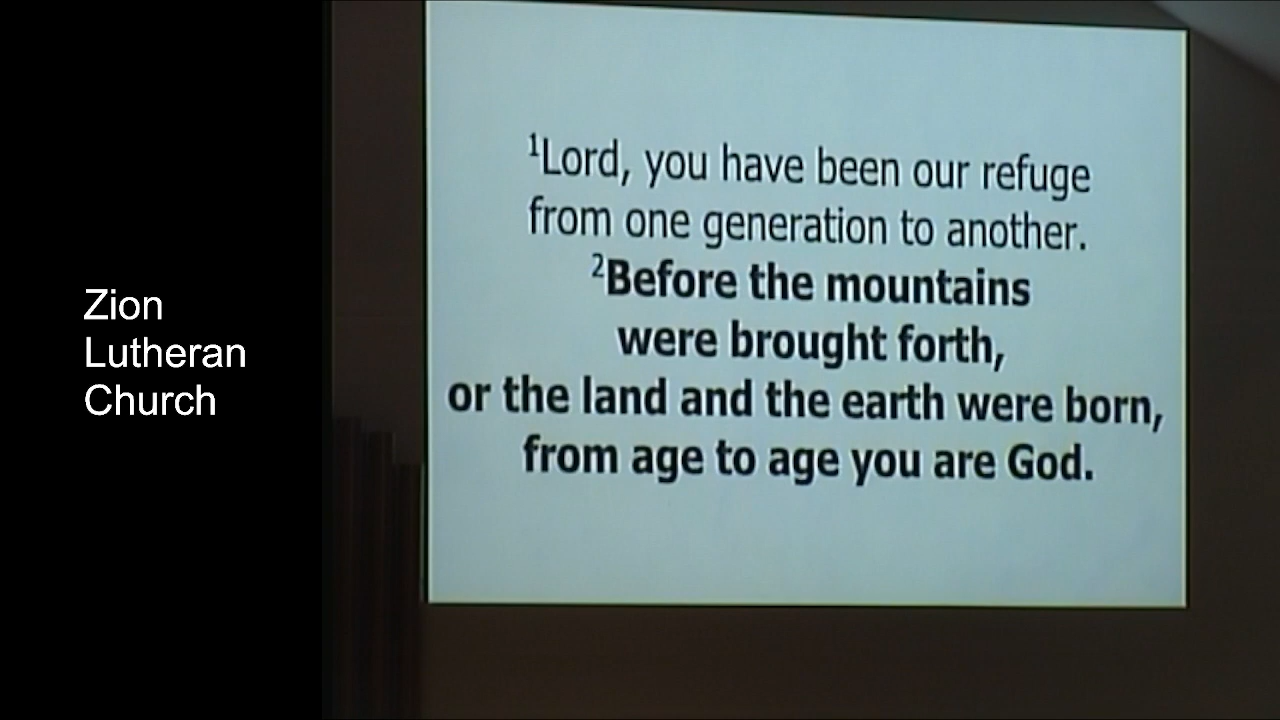 Zion
Lutheran
Church
¹Lord, you have been our refuge
from one generation to another.
²Before the mountains
were brought forth,
or the land and the earth were born,
from age to age you are God.